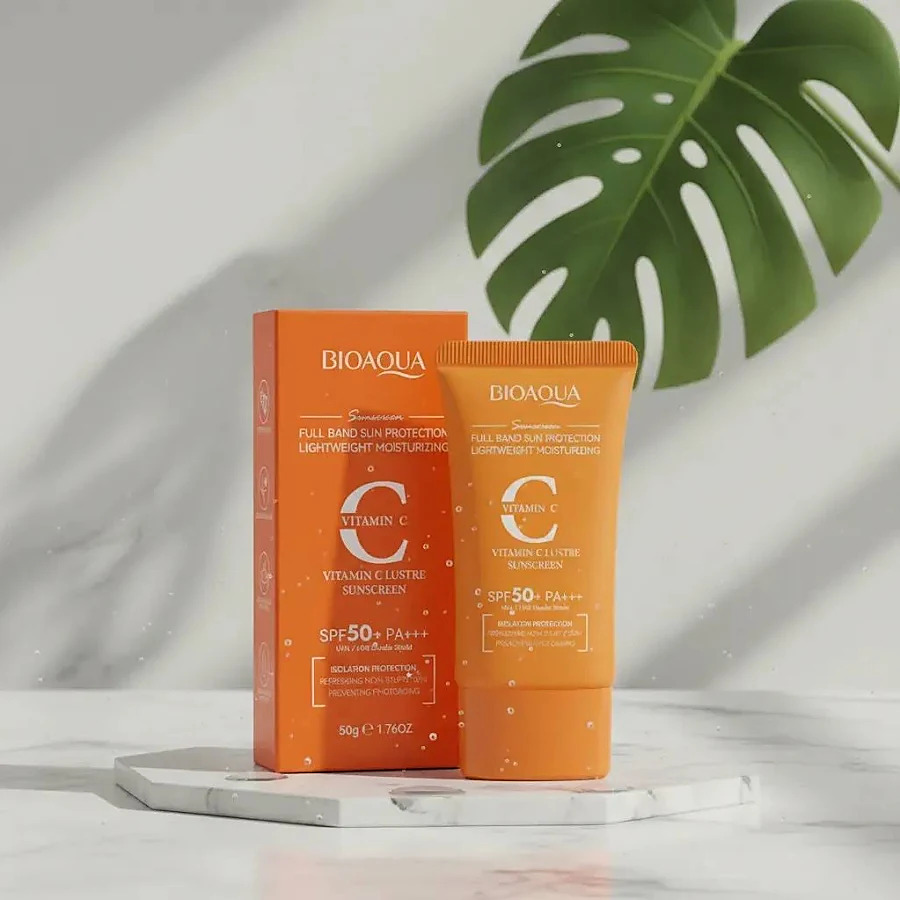 BIOAQUA
Sunscreen
FULL BAND SUN PROTECTION
LIGHTWEIGHT MOISTURIZING
C
VITAMIN C
VITAMIN C LUSTRE
SUNSCREEN
SPF50+ PA+++
ISOLATION PROTECTION
PREVENTING
50g ℮ 1.76OZ
BIOAQUA
Sunscreen
FULL BAND SUN PROTECTION
LIGHTWEIGHT MOISTURIZING
C
VITAMIN C
VITAMIN C LUSTRE
SUNSCREEN
SPF50+ PA+++
ISOLATION PROTECTION